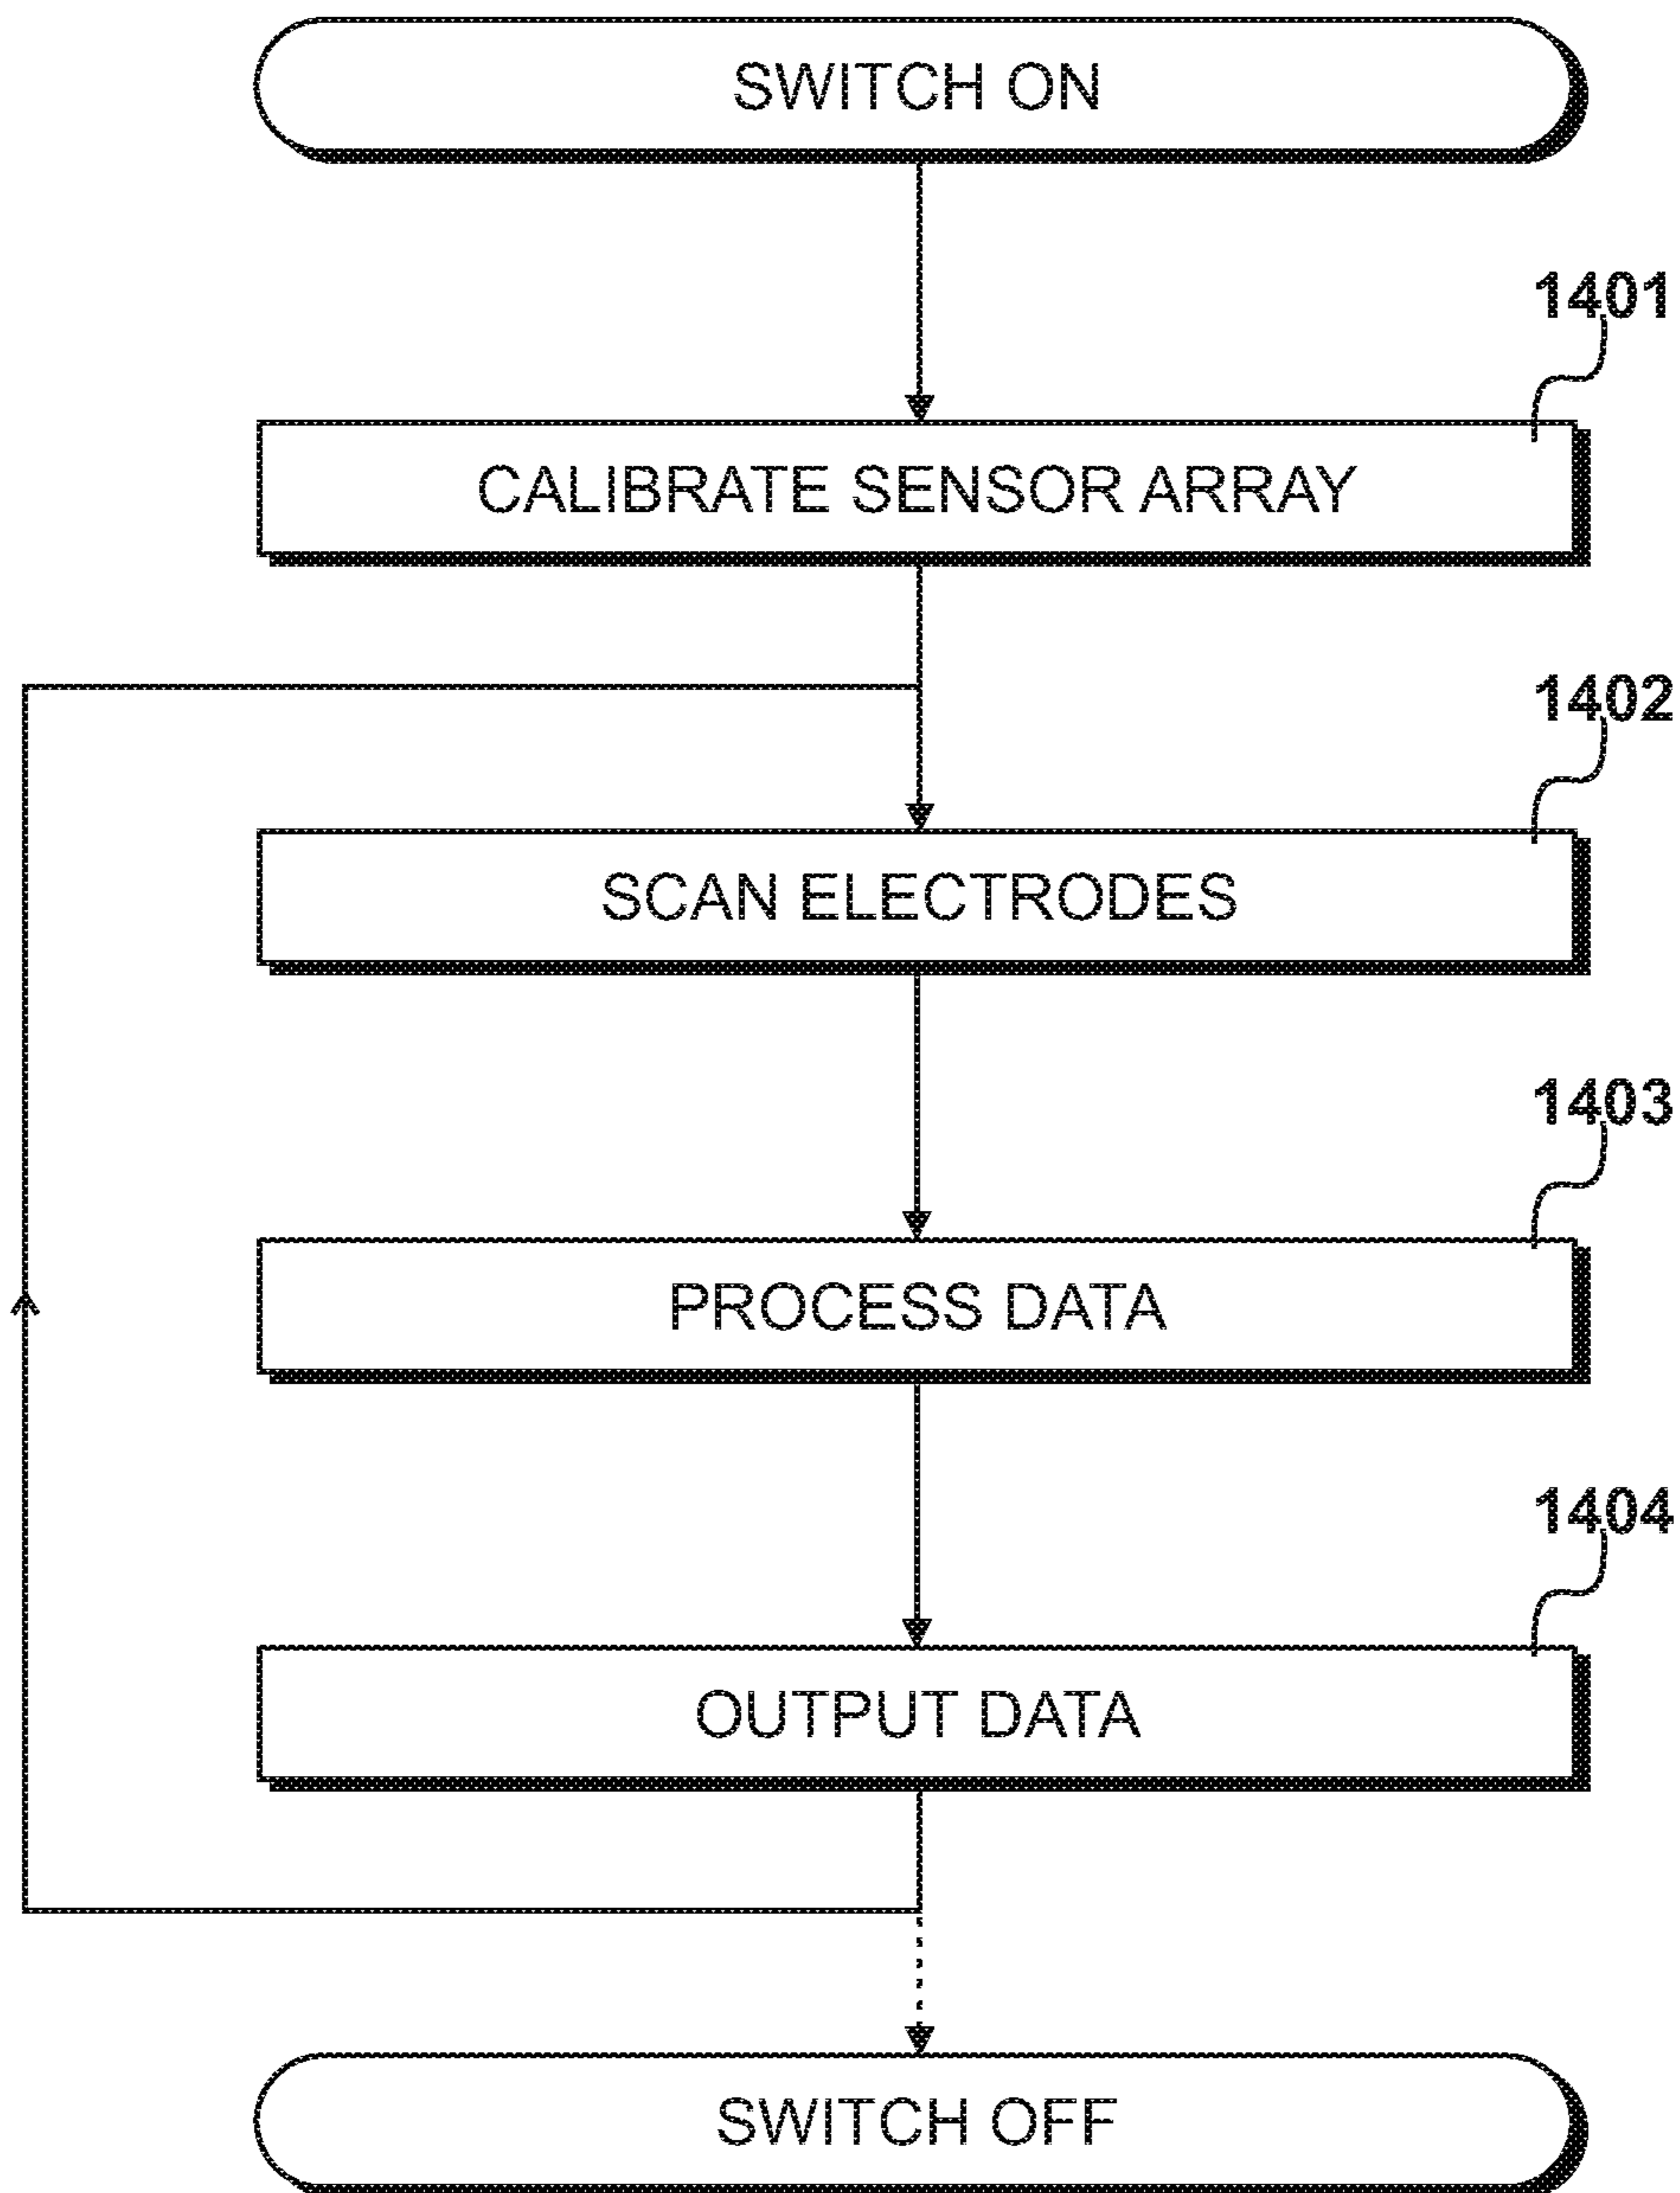 SWITCH ON
1401
CALIBRATE SENSOR ARRAY
1402
SCAN ELECTRODES
1403
PROCESS DATA
1404
OUTPUT DATA
SWITCH OFF